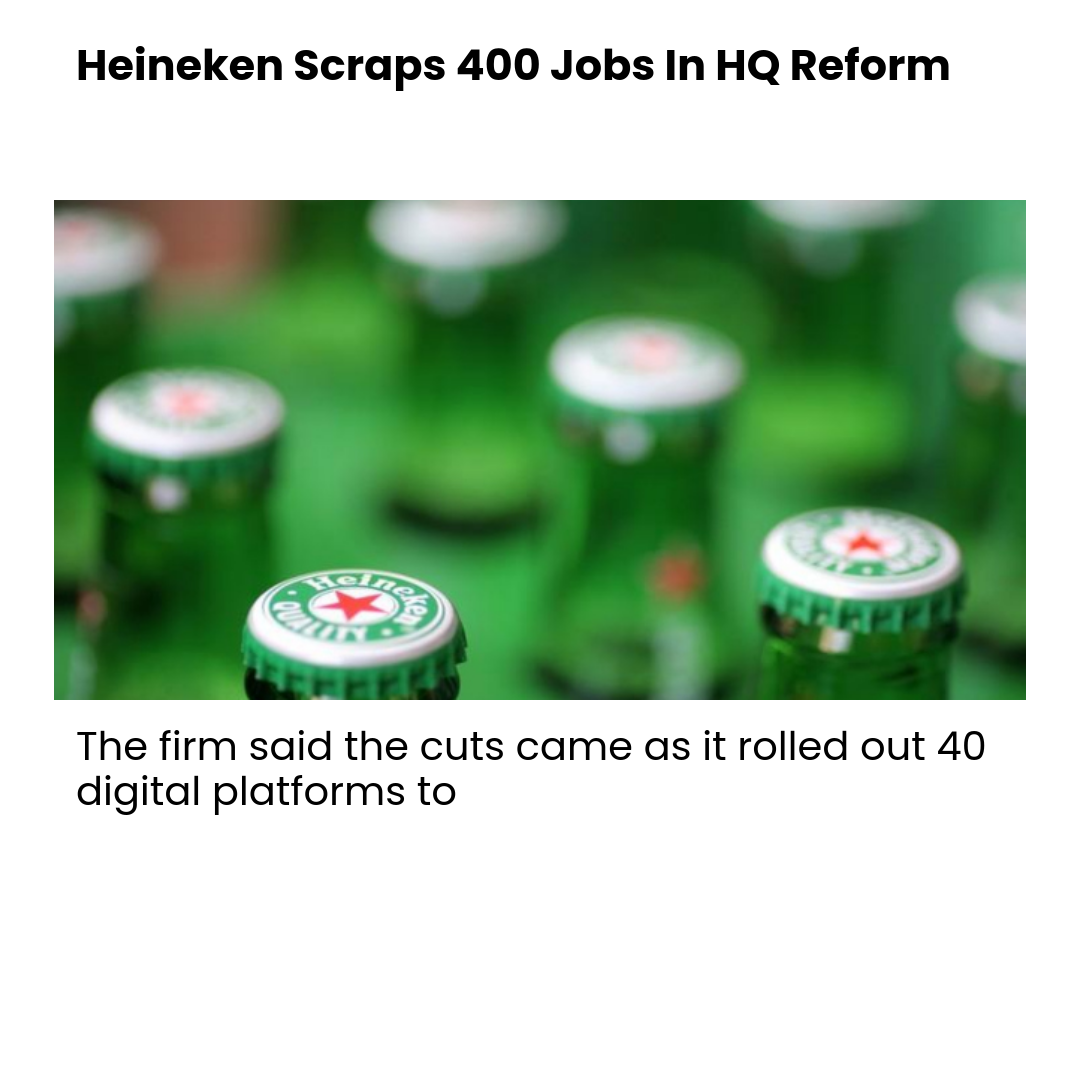 Heineken Scraps 400 Jobs In HQ Reform
Heineken
QUALITY
QUALITY
The firm said the cuts came as it rolled out 40
digital platforms to